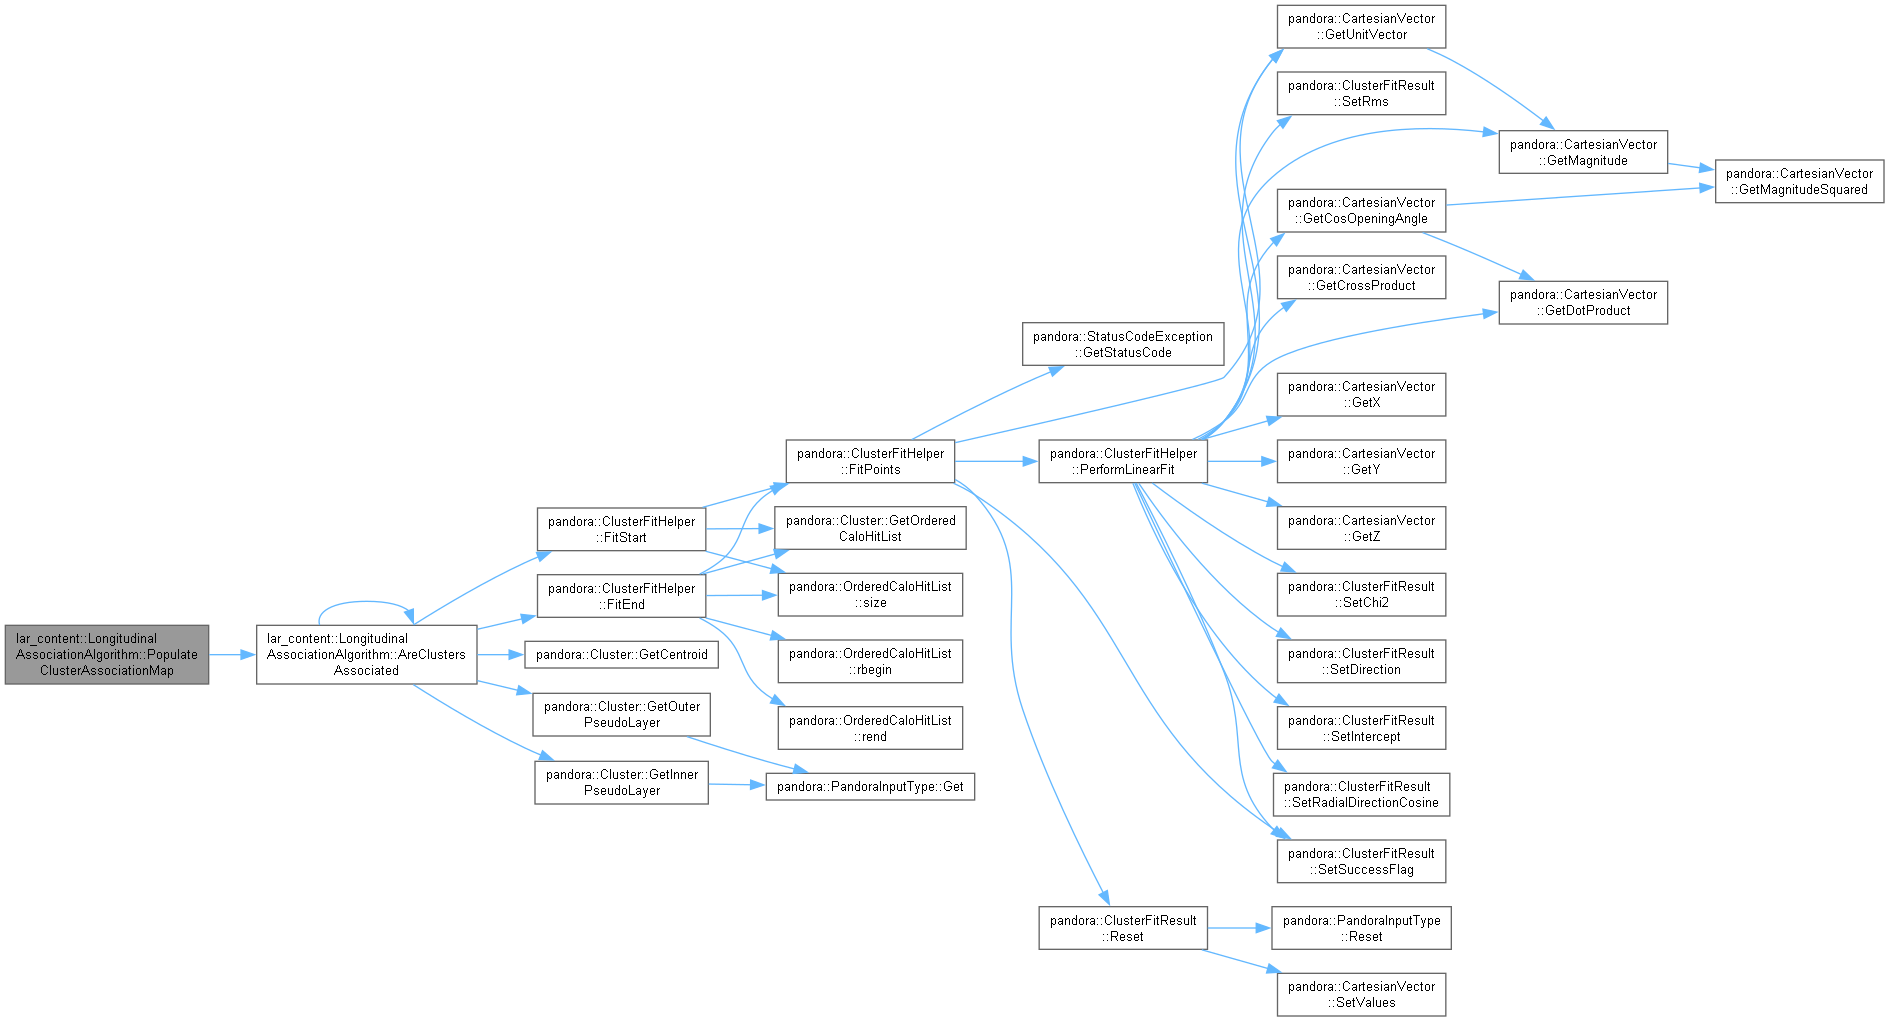 lar_content::Longitudinal
AssociationAlgorithm::Populate
ClusterAssociationMap
lar_content::Longitudinal
AssociationAlgorithm::AreClusters
Associated
pandora::ClusterFitHelper
::FitStart
pandora::ClusterFitHelper
::FitEnd
pandora::Cluster::GetCentroid
pandora::Cluster::GetOuter
PseudoLayer
pandora::Cluster::GetInner
PseudoLayer
pandora::ClusterFitHelper
::FitPoints
pandora::Cluster::GetOrdered
CaloHitList
pandora::OrderedCaloHitList
::size
pandora::OrderedCaloHitList
::rbegin
pandora::OrderedCaloHitList
::rend
pandora::PandoraInputType::Get
pandora::StatusCodeException
::GetStatusCode
pandora::ClusterFitHelper
::PerformLinearFit
pandora::ClusterFitResult
::Reset
pandora::CartesianVector
::GetUnitVector
pandora::ClusterFitResult
::SetRms
pandora::CartesianVector
::GetCosOpeningAngle
pandora::CartesianVector
::GetCrossProduct
pandora::CartesianVector
::GetX
pandora::CartesianVector
::GetY
pandora::CartesianVector
::GetZ
pandora::ClusterFitResult
::SetChi2
pandora::ClusterFitResult
::SetDirection
pandora::ClusterFitResult
::SetIntercept
pandora::ClusterFitResult
::SetRadialDirectionCosine
pandora::ClusterFitResult
::SetSuccessFlag
pandora::PandoraInputType
::Reset
pandora::CartesianVector
::SetValues
pandora::CartesianVector
::GetMagnitude
pandora::CartesianVector
::GetDotProduct
pandora::CartesianVector
::GetMagnitudeSquared